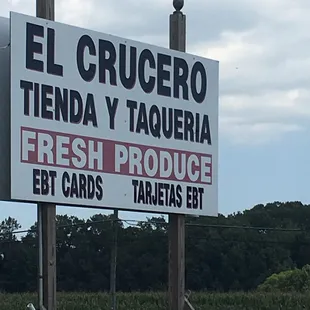 EL CRUCERO
TIENDA Y TAQUERIA
FRESH PRODUCE
EBT CARDS TARJETAS EBT